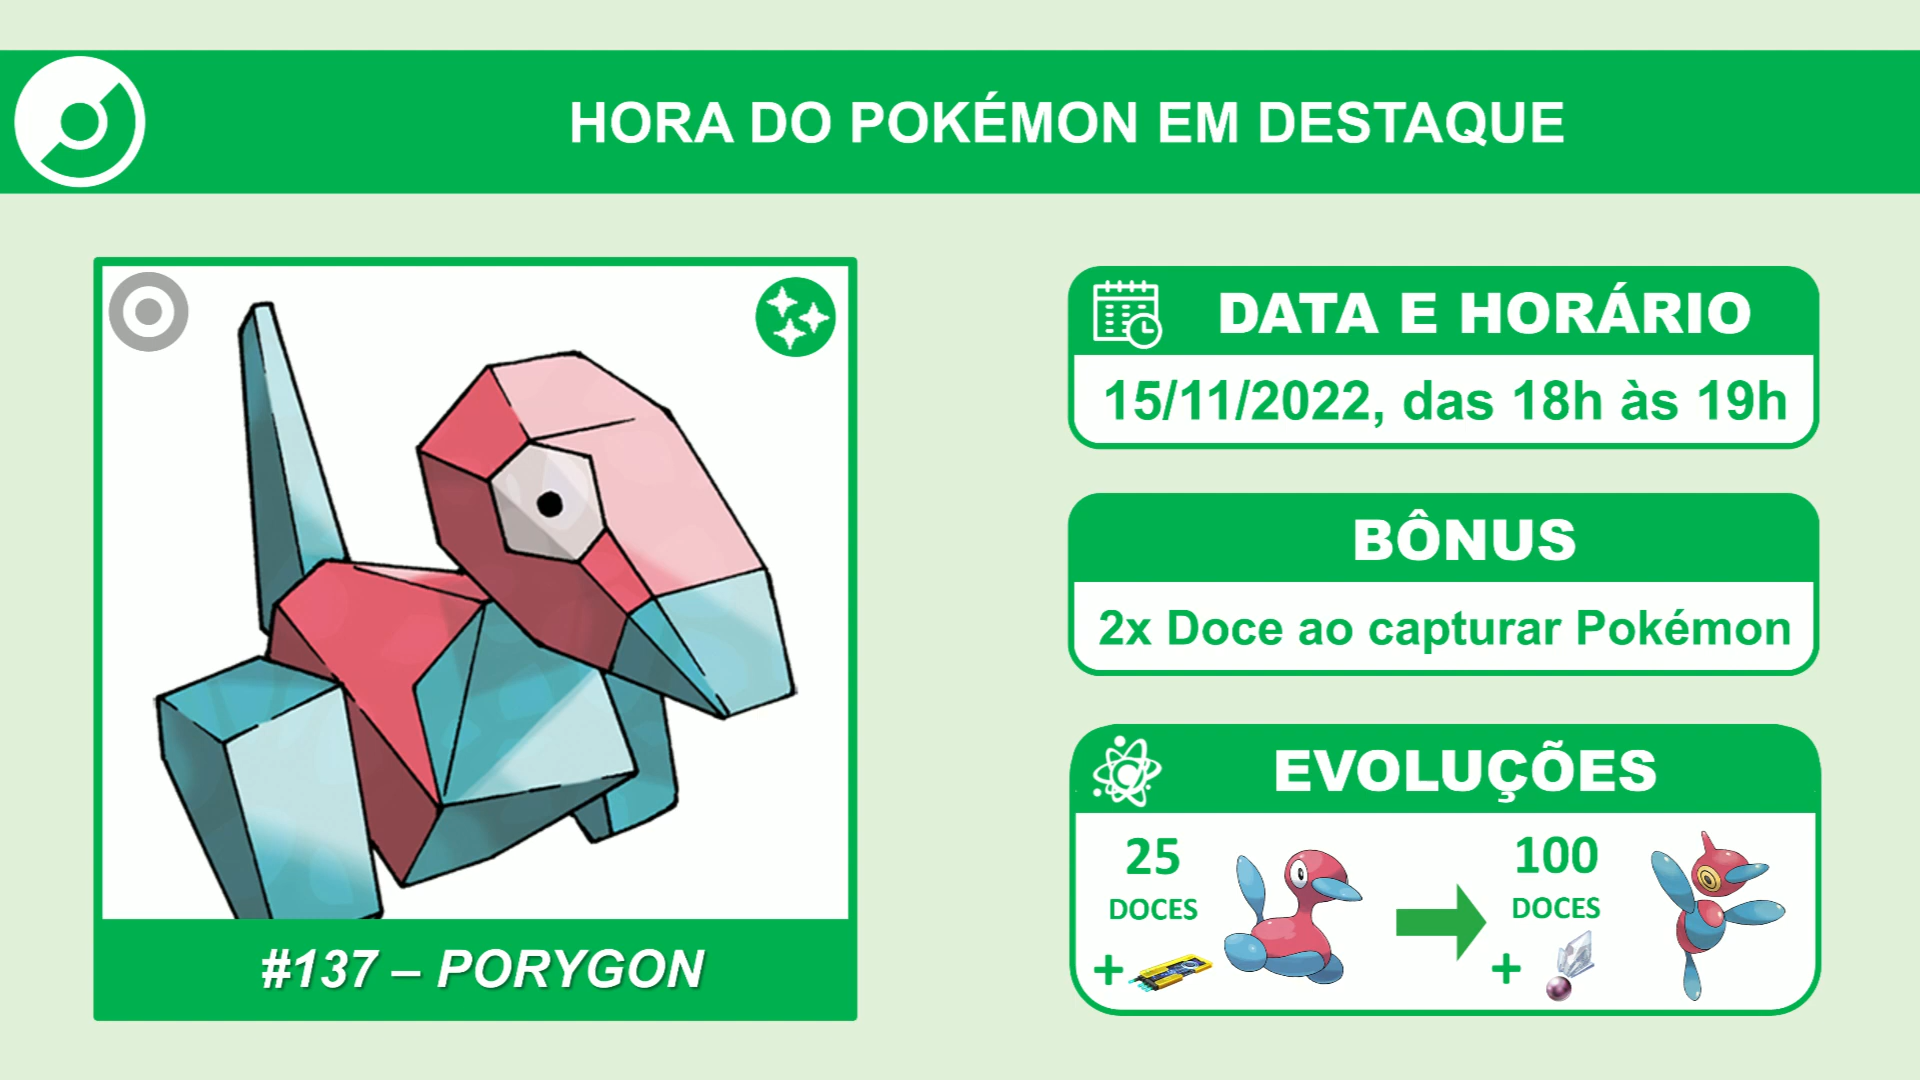 HORA DO POKÉMON EM DESTAQUE
#137 – PORYGON
DATA E HORÁRIO
15/11/2022, das 18h às 19h
BÔNUS
2x Doce ao capturar Pokémon
EVOLUÇÕES
25
DOCES
+
100
DOCES
+